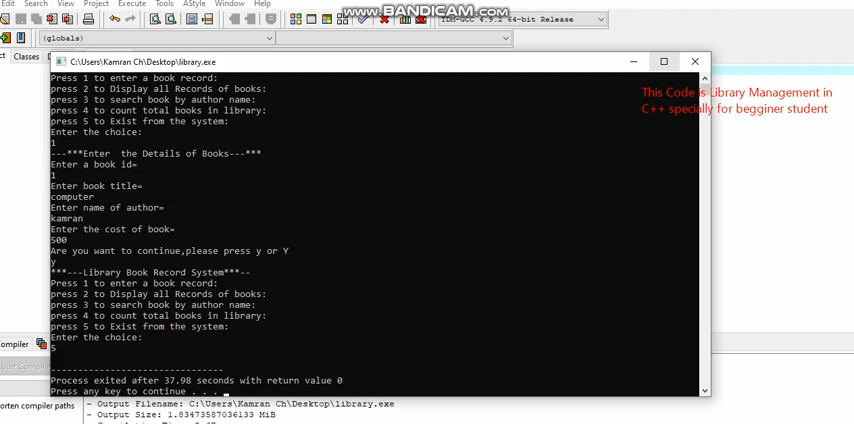 Edit Search View Project Execute Tools AStyle Window Help
WWW.BANDICAM.COM
TDM-GCC 4.9.2 64-bit Release
(globals)
Classes
C:\Users\Kamran Ch\Desktop\library.exe
Press 1 to enter a book record:
press 2 to Display all Records of books:
press 3 to search book by author name:
press 4 to count total books in library:
press 5 to Exist from the system:
Enter the choice:
1
---***Enter  the Details of Books---***
Enter a book id=
1
Enter book title=
computer
Enter name of author=
kamran
Enter the cost of book=
500
Are you want to continue,please press y or Y
y
***---Library Book Record System***--
Press 1 to enter a book record:
press 2 to Display all Records of books:
press 3 to search book by author name:
press 4 to count total books in library:
press 5 to Exist from the system:
Enter the choice:
5
--------------------------------
Process exited after 37.98 seconds with return value 0
Press any key to continue . . .
This Code is Library Management in
C++ specially for begginer student
ompiler
Abort Compila
orten compiler paths
- Output Filename: C:\Users\Kamran Ch\Desktop\library.exe
- Output Size: 1.83473587036133 MiB